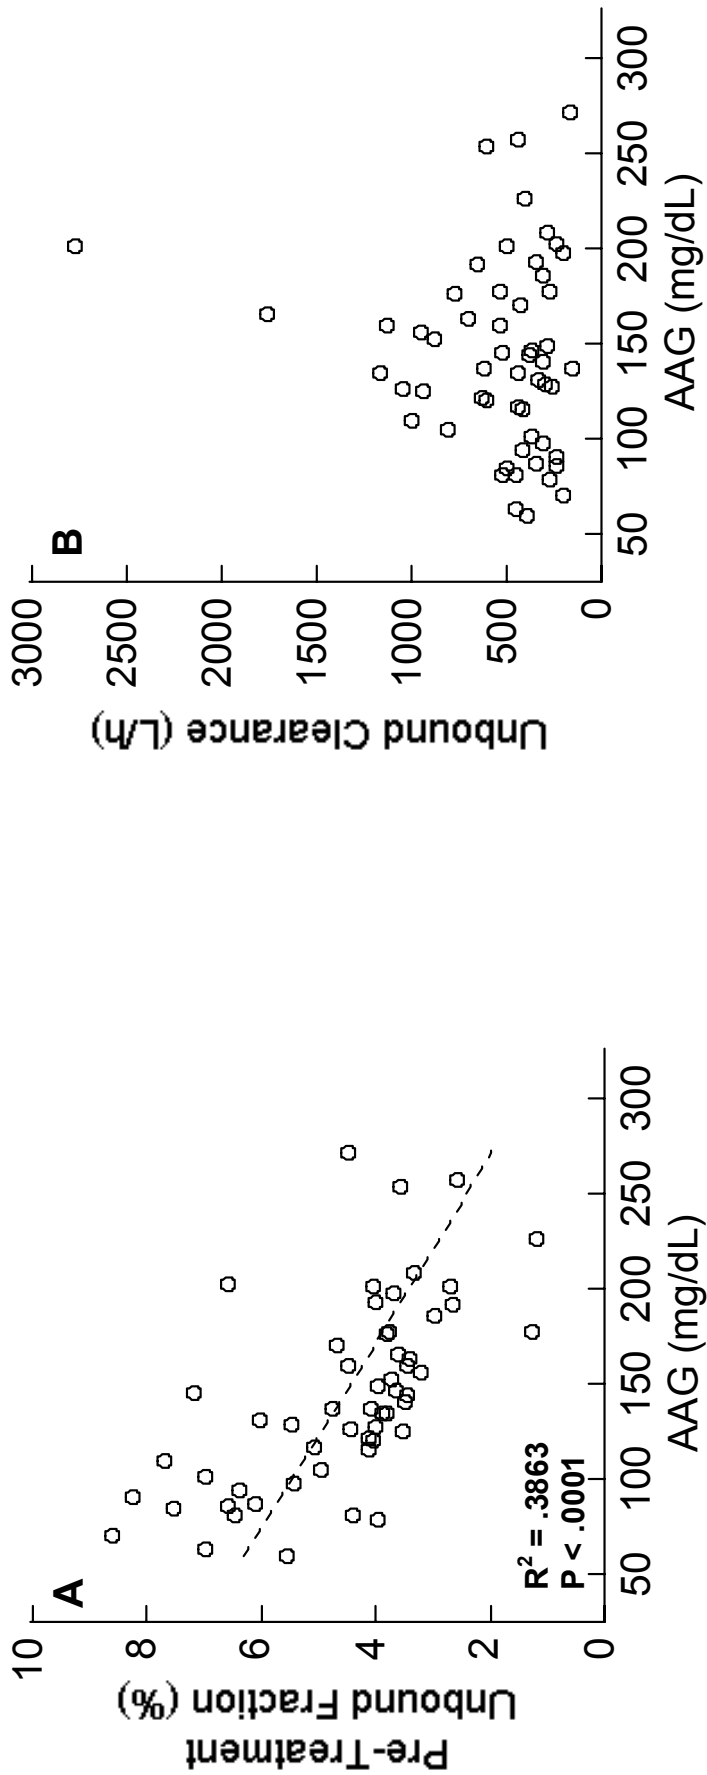 A
10
8
6
4
2
0
Pre-Treatment
Unbound Fraction (%)
R² = .3863
P < .0001
50
100
150
200
250
300
AAG (mg/dL)
B
3000
2500
2000
1500
1000
500
0
Unbound Clearance (L/h)
50
100
150
200
250
300
AAG (mg/dL)